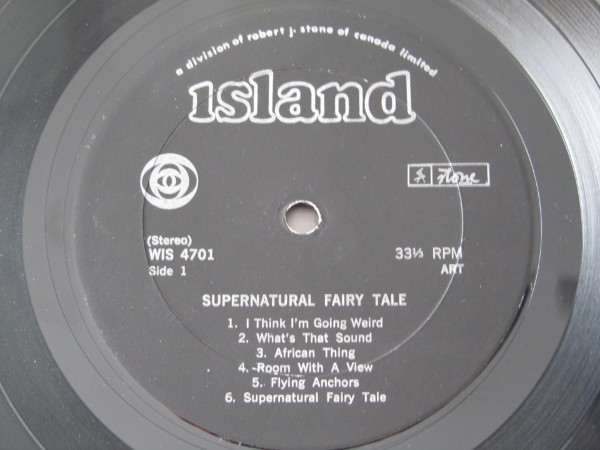 a division of robert j. stone of canada limited
island
A stone
(Stereo)
WIS 4701
33⅓ RPM
Side 1
ART
SUPERNATURAL FAIRY TALE
1. I Think I'm Going Weird
2. What's That Sound
3. African Thing
4. Room With A View
5. Flying Anchors
6. Supernatural Fairy Tale